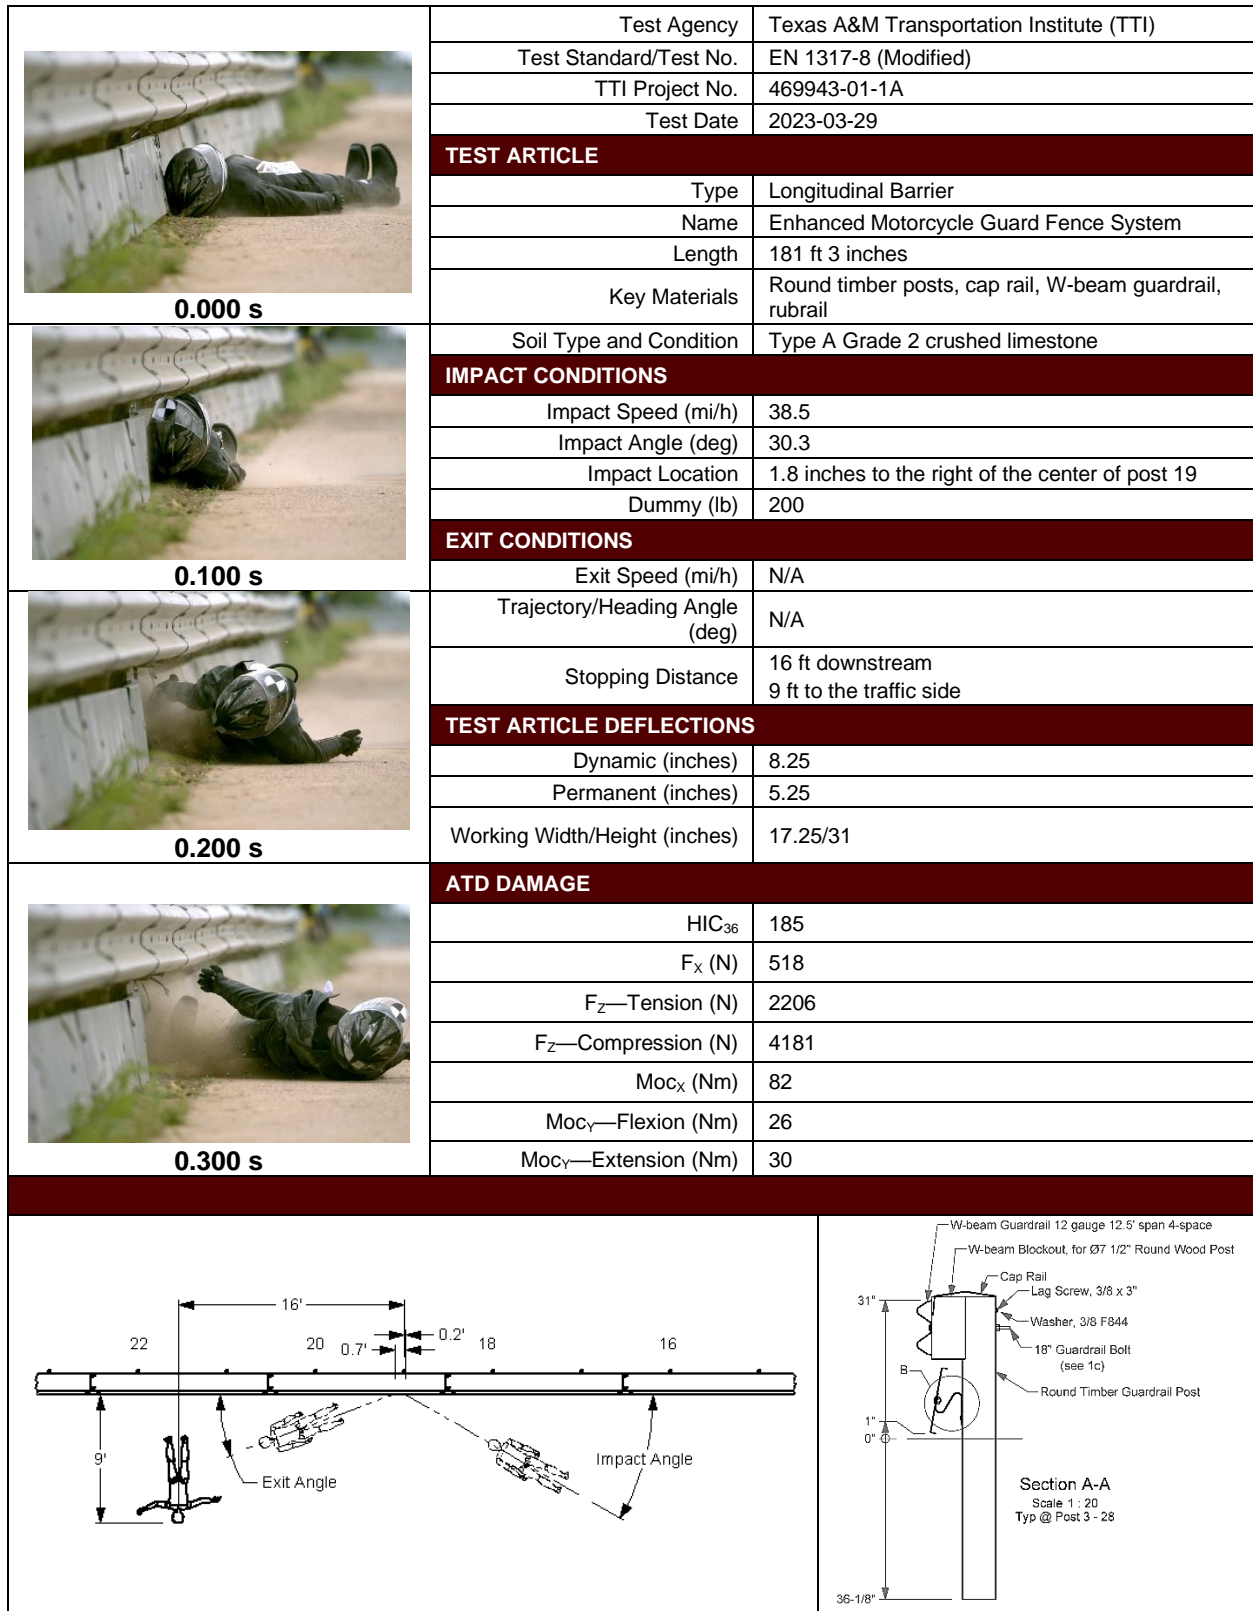 Test Agency Texas A&M Transportation Institute (TTI)
Test Standard/Test No. EN 1317-8 (Modified)
TTI Project No. 469943-01-1A
Test Date 2023-03-29
0.000 s
TEST ARTICLE
Type Longitudinal Barrier
Name Enhanced Motorcycle Guard Fence System
Length 181 ft 3 inches
Key Materials Round timber posts, cap rail, W-beam guardrail,
rubrail
Soil Type and Condition Type A Grade 2 crushed limestone
0.100 s
IMPACT CONDITIONS
Impact Speed (mi/h) 38.5
Impact Angle (deg) 30.3
Impact Location 1.8 inches to the right of the center of post 19
Dummy (lb) 200
EXIT CONDITIONS
Exit Speed (mi/h) N/A
Trajectory/Heading Angle
(deg) N/A
Stopping Distance 16 ft downstream
9 ft to the traffic side
0.200 s
TEST ARTICLE DEFLECTIONS
Dynamic (inches) 8.25
Permanent (inches) 5.25
Working Width/Height (inches) 17.25/31
0.300 s
ATD DAMAGE
HIC36 185
FX (N) 518
FZ—Tension (N) 2206
FZ—Compression (N) 4181
MocX (Nm) 82
MocY—Flexion (Nm) 26
MocY—Extension (Nm) 30
16'
22
20
0.7'
0.2'
18
16
9'
Exit Angle
Impact Angle
W-beam Guardrail 12 gauge 12.5' span 4-space
W-beam Blockout, for Ø7 1/2" Round Wood Post
Cap Rail
Lag Screw, 3/8 x 3"
31"
Washer, 3/8 F844
18" Guardrail Bolt
(see 1c)
B
Round Timber Guardrail Post
1"
0"
Section A-A
Scale 1 : 20
Typ @ Post 3 - 28
36-1/8"